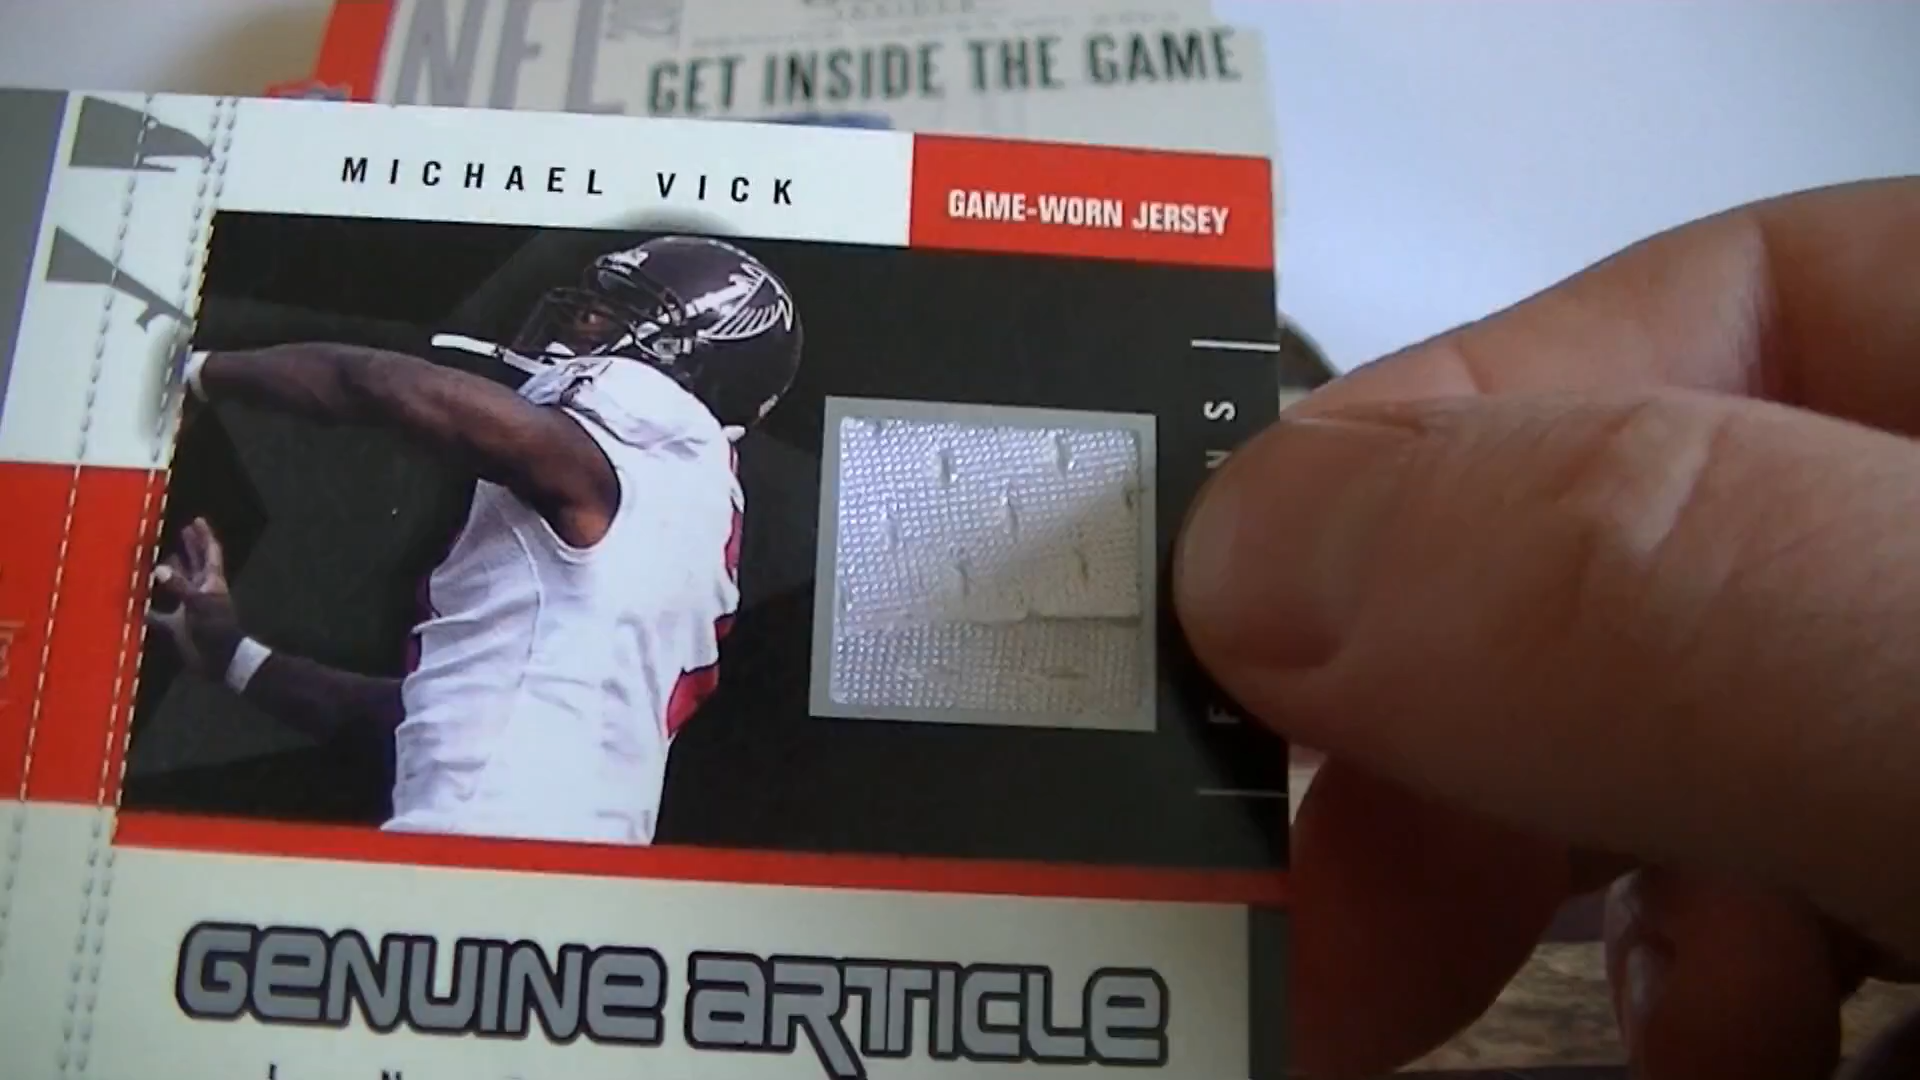 NFL
GET INSIDE THE GAME
MICHAEL VICK
GAME-WORN JERSEY
GENUINE ARTICLE